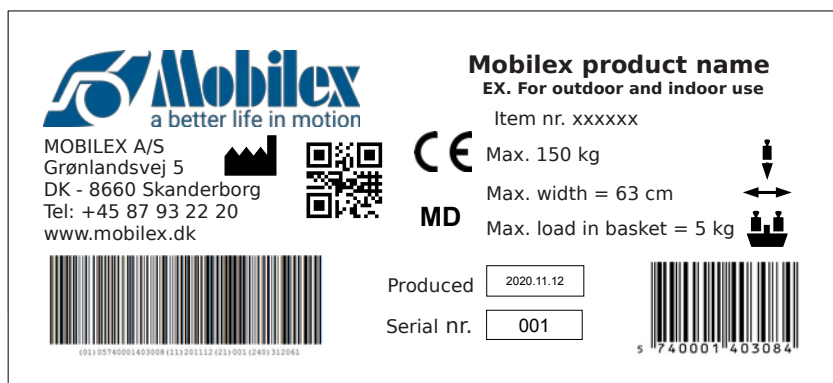 Mobilex
a better life in motion
MOBILEX A/S
Grønlandsvej 5
DK - 8660 Skanderborg
Tel: +45 87 93 22 20
www.mobilex.dk
(01)05740001403008(11)201112(21)001(240)312061
Mobilex product name
EX. For outdoor and indoor use
Item nr. xxxxxx
CE
Max. 150 kg
Max. width = 63 cm
MD
Max. load in basket = 5 kg
Produced 2020.11.12
Serial nr. 001
5 740001 403084